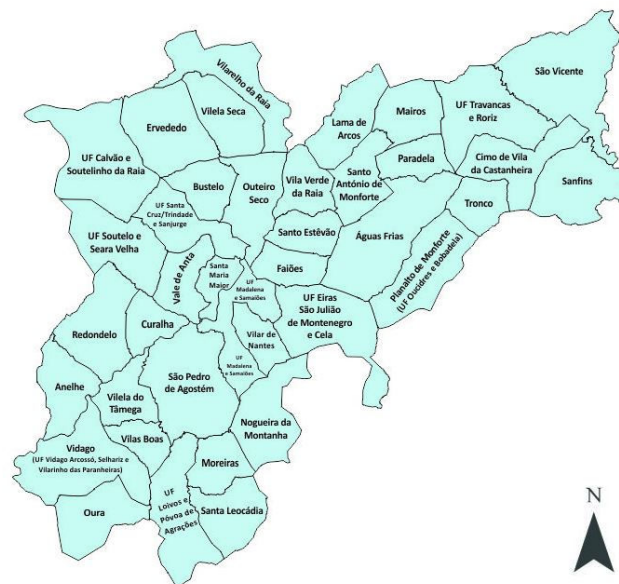 São Vicente
Vilarelho da Raia
Vilela Seca
Ervededo
Lama de
Arcos
Mairos
UF Travancas
e Roriz
UF Calvão e
Soutelinho da Raia
Paradela
Cimo de Vila
da Castanheira
Sanfins
Bustelo
Outeiro
Seco
Vila Verde
da Raia
Santo
António de
Monforte
Tronco
UF Santa
Cruz/Trindade
e Sanjurge
UF Soutelo e
Seara Velha
Santo Estêvão
Águas Frias
Planalto de Monforte
(UF Oucidres e Bobadela)
Vale de Anta
Santa
Maria
Maior
UF
Madalena
e Samaiões
Faiões
UF Eiras
São Julião
de Montenegro
e Cela
Redondelo
Curalha
Vilar de
Nantes
UF
Madalena
e Samaiões
São Pedro
de Agostém
Anelhe
Vilela do
Tâmega
Nogueira da
Montanha
Vidago
(UF Vidago Arcossó, Selhariz e
Vilarinho das Paranheiras)
Vilas Boas
Moreiras
UF
Loivos e
Póvoa de
Agrações
Oura
Santa Leocádia
N